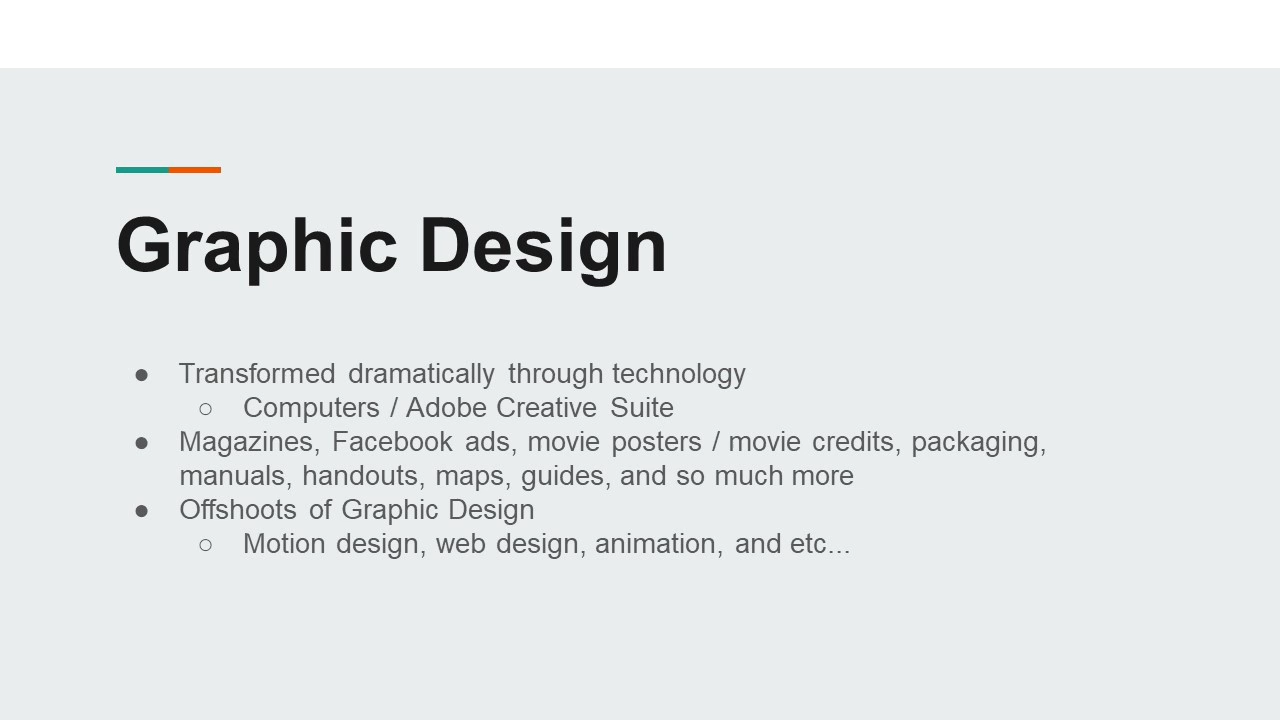 Graphic Design
● Transformed dramatically through technology
○ Computers / Adobe Creative Suite
● Magazines, Facebook ads, movie posters / movie credits, packaging,
manuals, handouts, maps, guides, and so much more
● Offshoots of Graphic Design
○ Motion design, web design, animation, and etc...